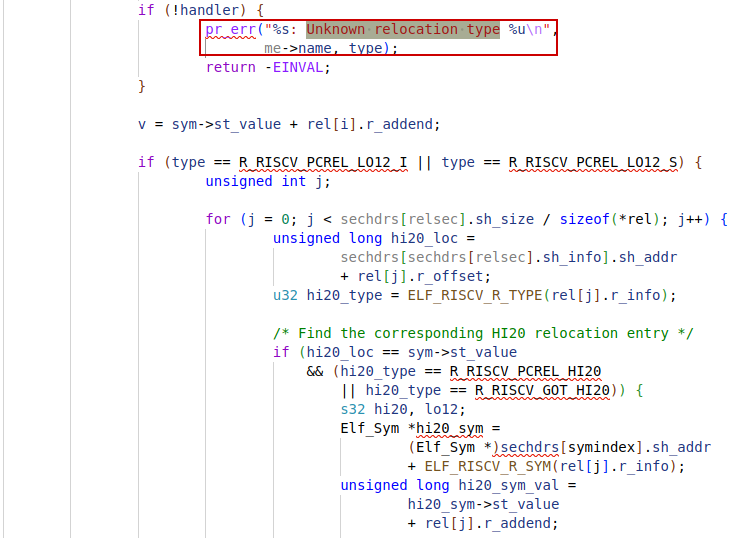 if (!handler) {
pr_err("%s: Unknown relocation type %u\n",
me->name, type);
return -EINVAL;
}
v = sym->st_value + rel[i].r_addend;
if (type == R_RISCV_PCREL_LO12_I || type == R_RISCV_PCREL_LO12_S) {
unsigned int j;
for (j = 0; j < sechdrs[relsec].sh_size / sizeof(*rel); j++) {
unsigned long hi20_loc =
sechdrs[sechdrs[relsec].sh_info].sh_addr
+ rel[j].r_offset;
u32 hi20_type = ELF_RISCV_R_TYPE(rel[j].r_info);
/* Find the corresponding HI20 relocation entry */
if (hi20_loc == sym->st_value
&& (hi20_type == R_RISCV_PCREL_HI20
|| hi20_type == R_RISCV_GOT_HI20)) {
s32 hi20, lo12;
Elf_Sym *hi20_sym =
(Elf_Sym *)sechdrs[symindex].sh_addr
+ ELF_RISCV_R_SYM(rel[j].r_info);
unsigned long hi20_sym_val =
hi20_sym->st_value
+ rel[j].r_addend;